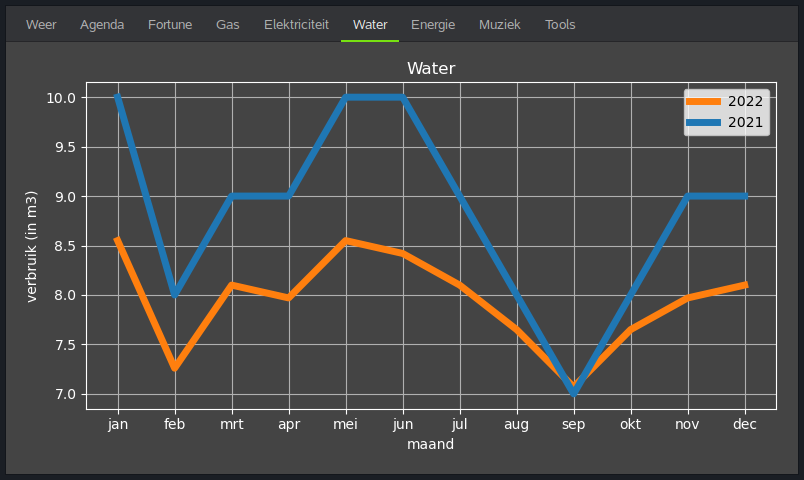 Weer Agenda Fortune Gas Elektriciteit Water Energie Muziek Tools
Water
2022
2021
10.0
9.5
9.0
8.5
8.0
7.5
7.0
verbruik (in m3)
jan feb mrt apr mei jun jul aug sep okt nov dec
maand